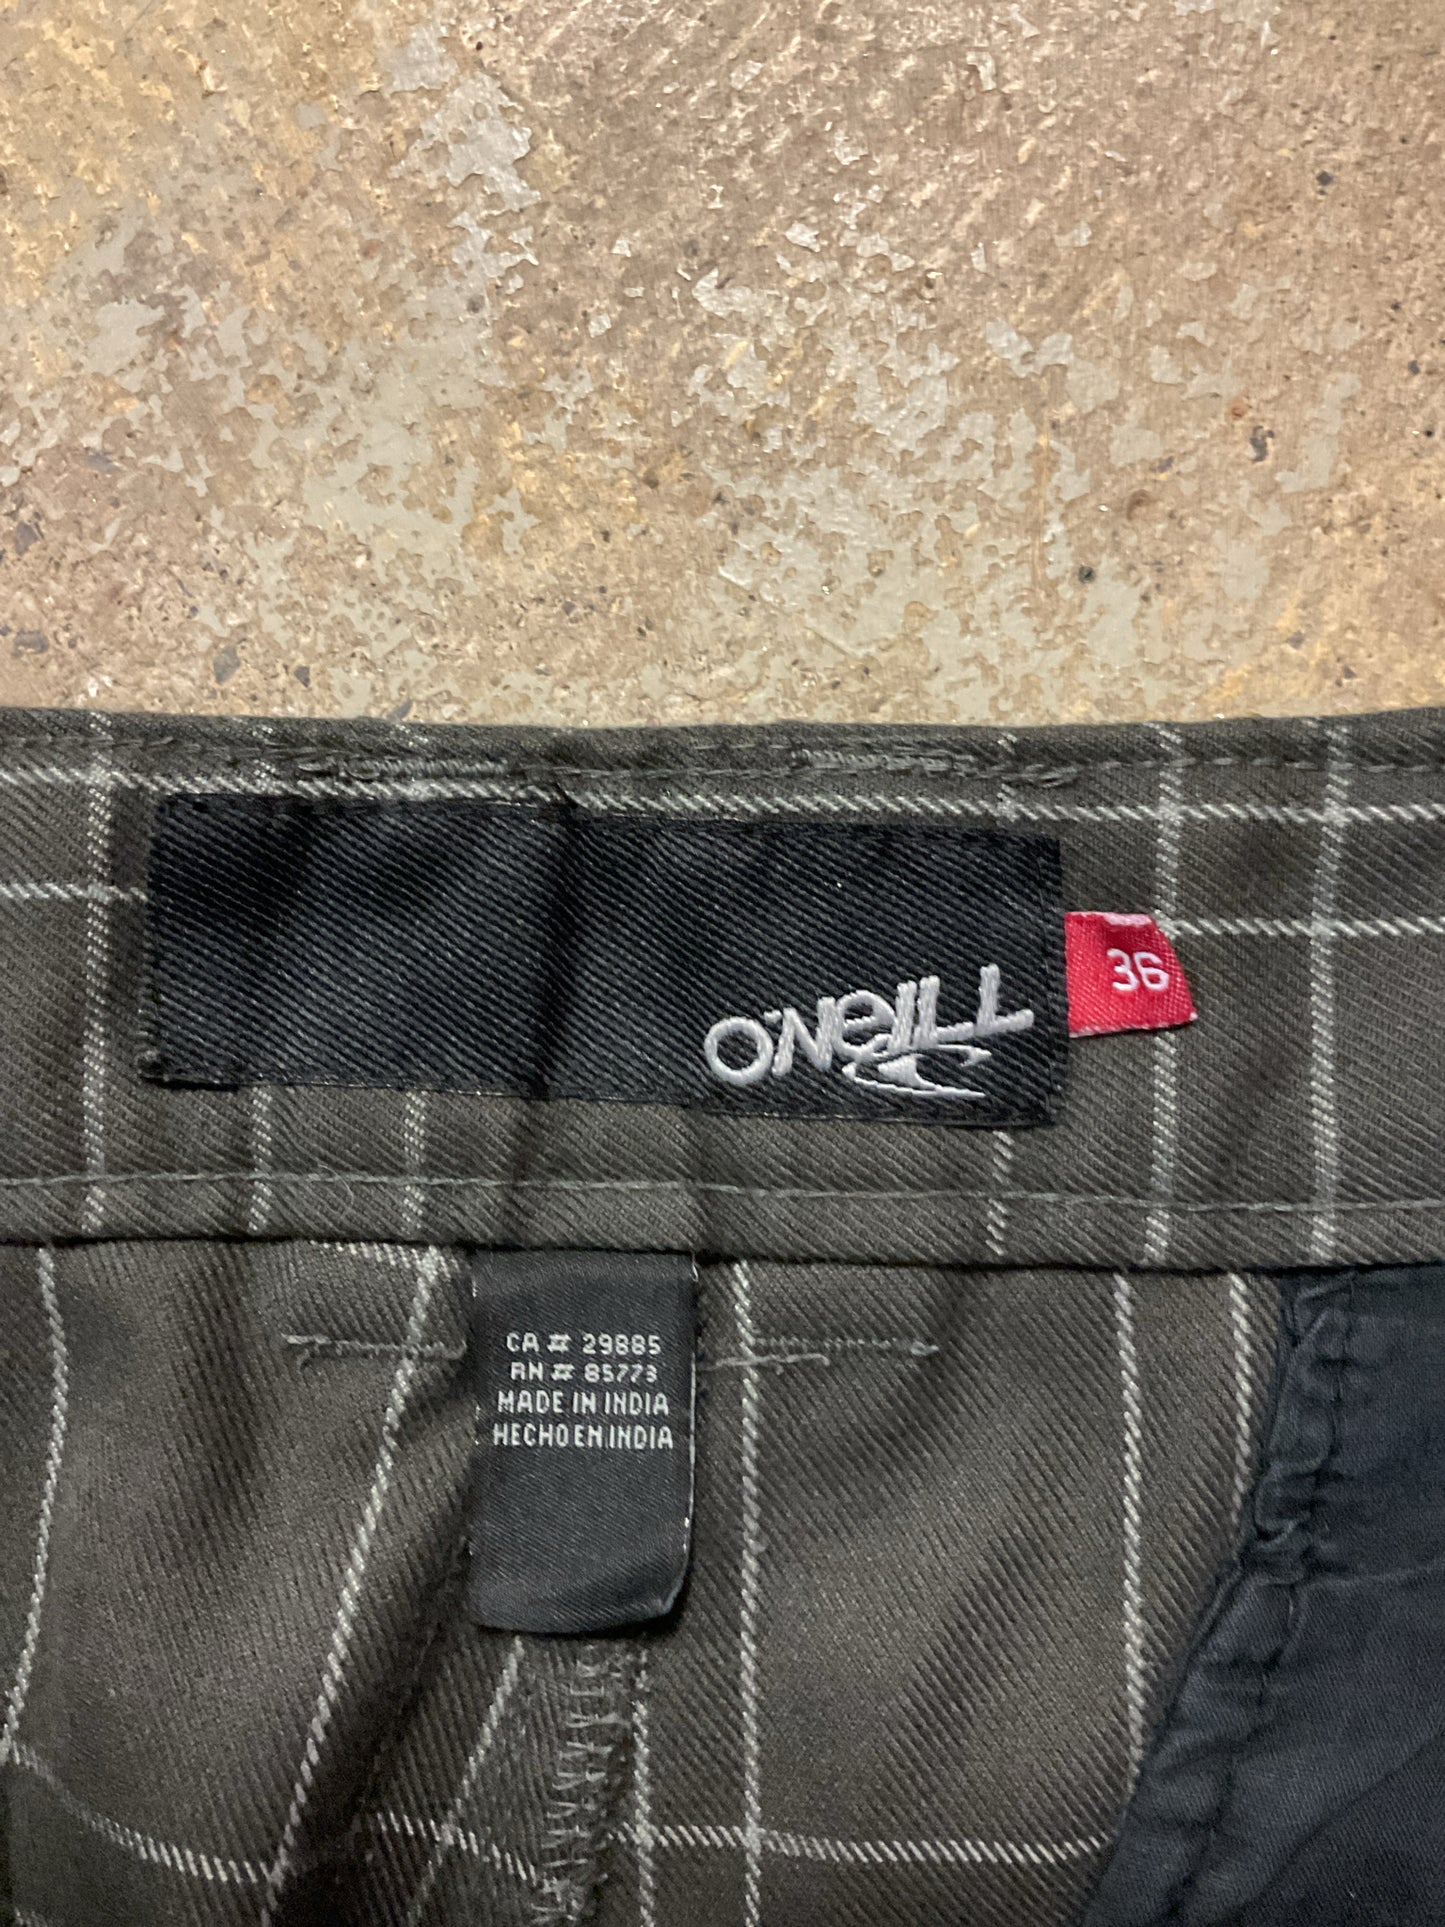 O'NEILL
36
CA # 29885
RN # 85773
MADE IN INDIA
HECHO EN INDIA